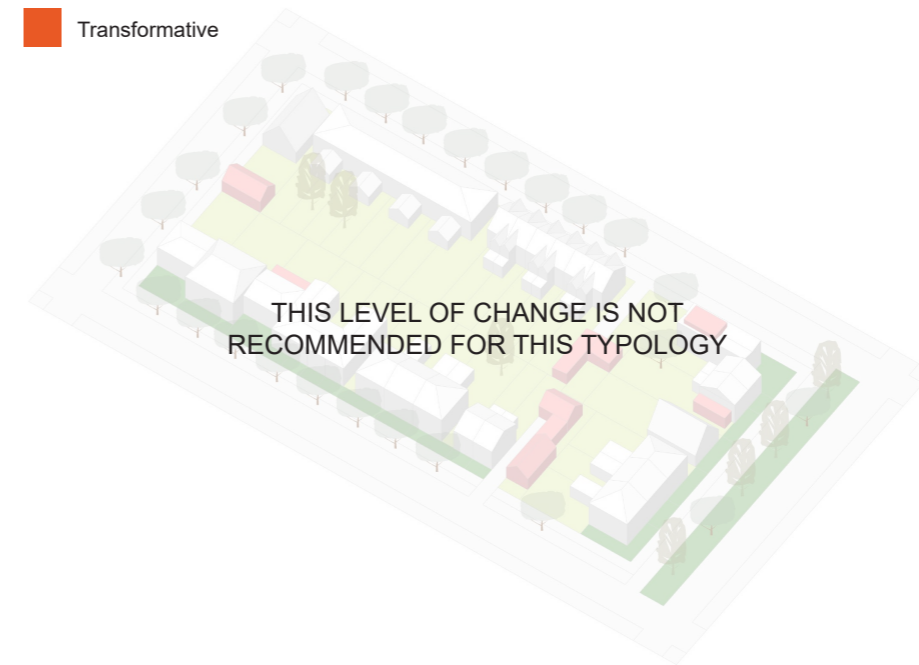 Transformative
THIS LEVEL OF CHANGE IS NOT
RECOMMENDED FOR THIS TYPOLOGY